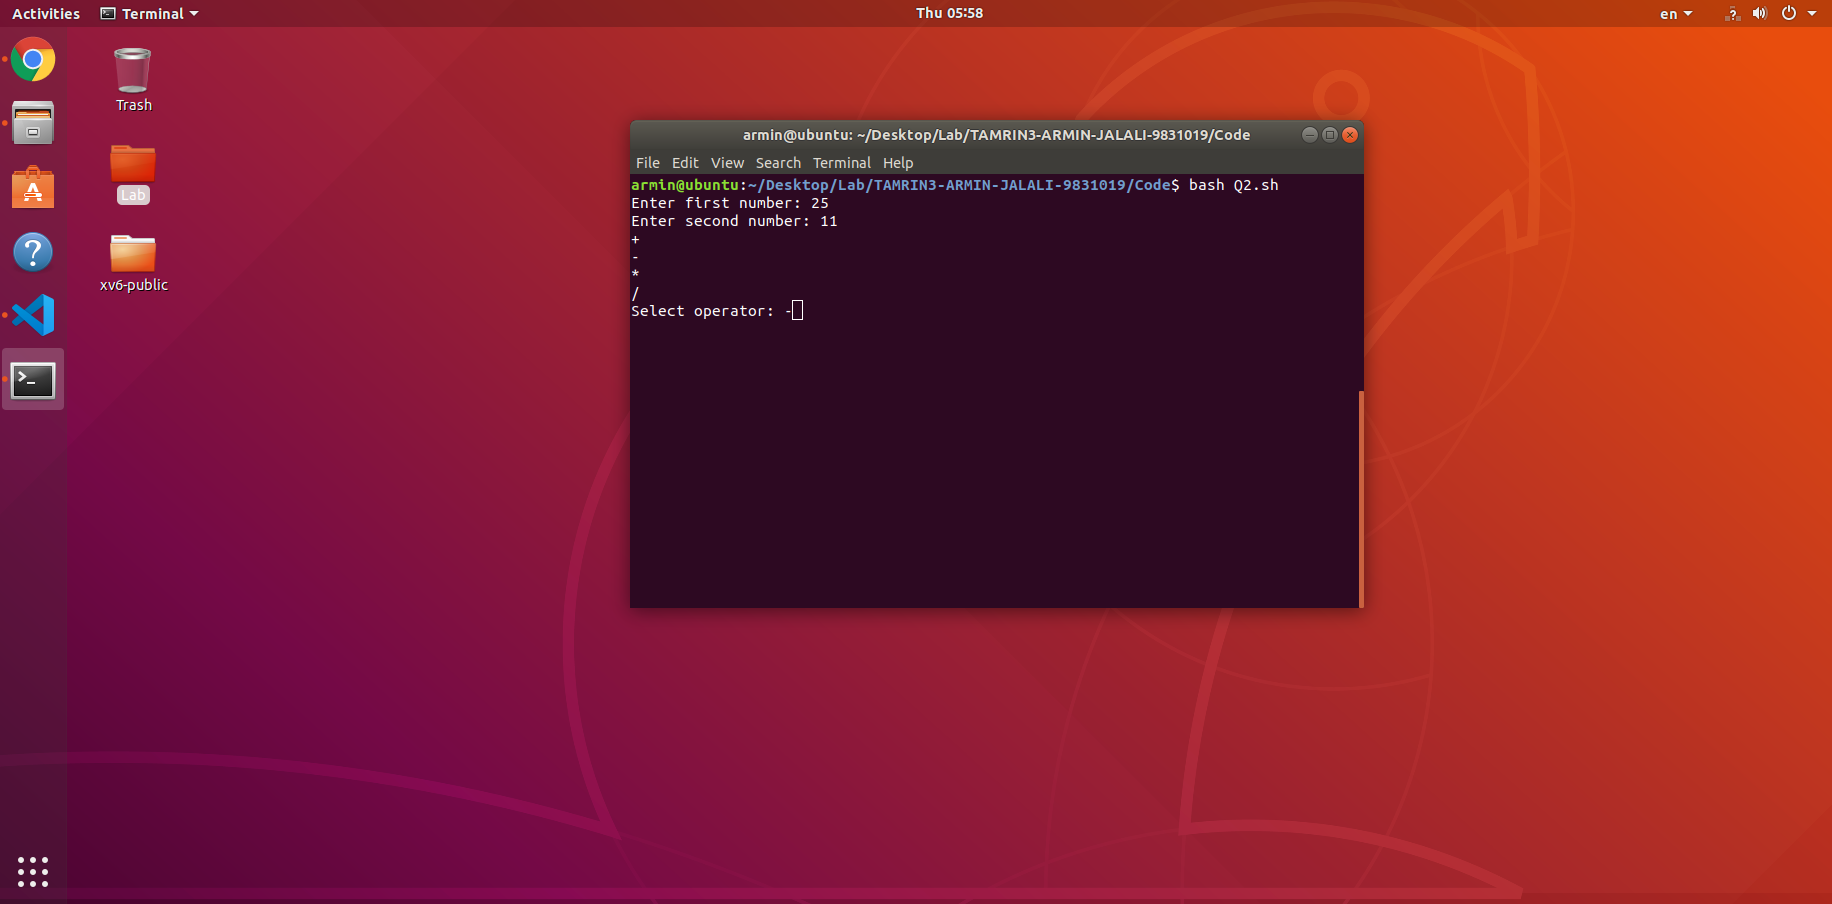 Activities Terminal Thu 05:58 en
Trash
Lab
xv6-public
armin@ubuntu: ~/Desktop/Lab/TAMRIN3-ARMIN-JALALI-9831019/Code
File Edit View Search Terminal Help
armin@ubuntu:~/Desktop/Lab/TAMRIN3-ARMIN-JALALI-9831019/Code$ bash Q2.sh
Enter first number: 25
Enter second number: 11
+
-
*
/
Select operator: -